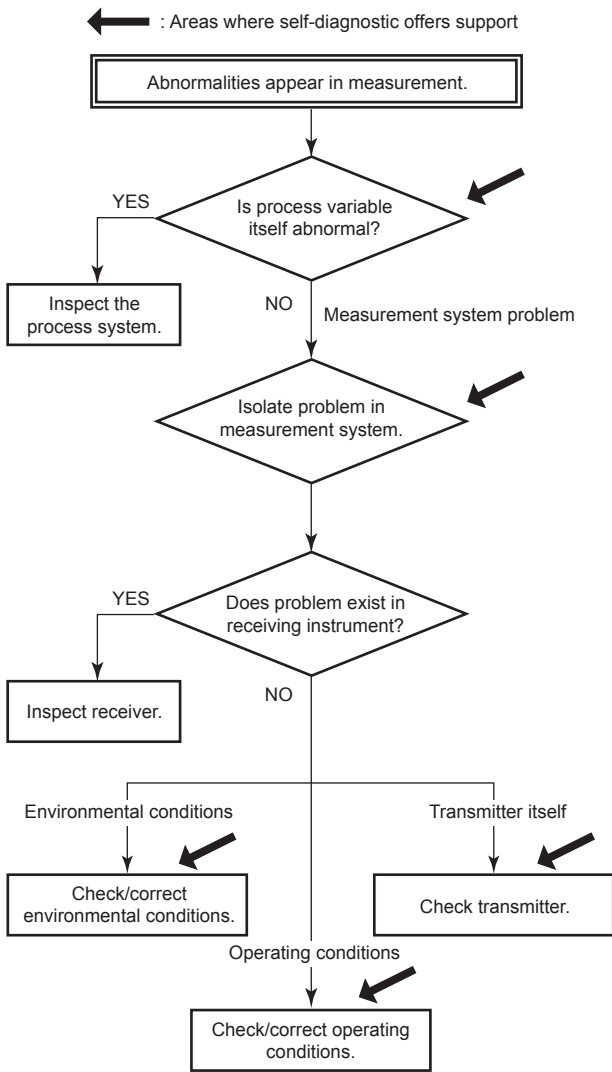 : Areas where self-diagnostic offers support
Abnormalities appear in measurement.
YES
Is process variable
itself abnormal?
Inspect the
process system.
NO
Measurement system problem
Isolate problem in
measurement system.
YES
Does problem exist in
receiving instrument?
Inspect receiver.
NO
Environmental conditions
Transmitter itself
Check/correct
environmental conditions.
Check transmitter.
Operating conditions
Check/correct operating
conditions.